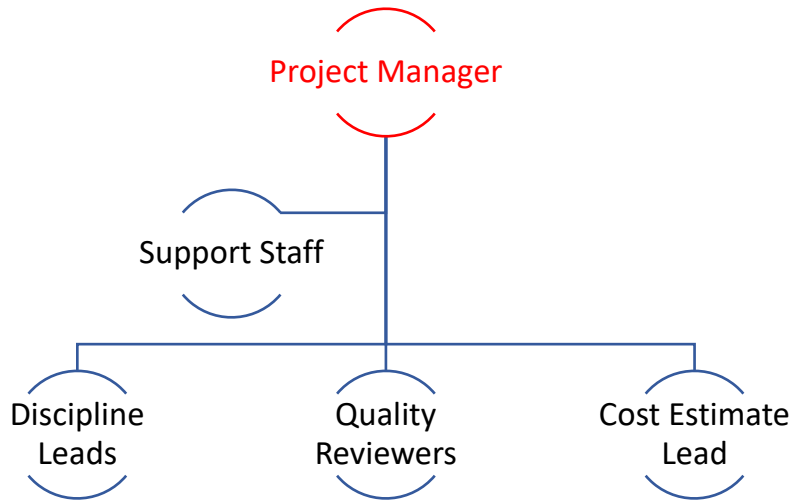 Project Manager
Support Staff
Discipline
Leads
Quality
Reviewers
Cost Estimate
Lead